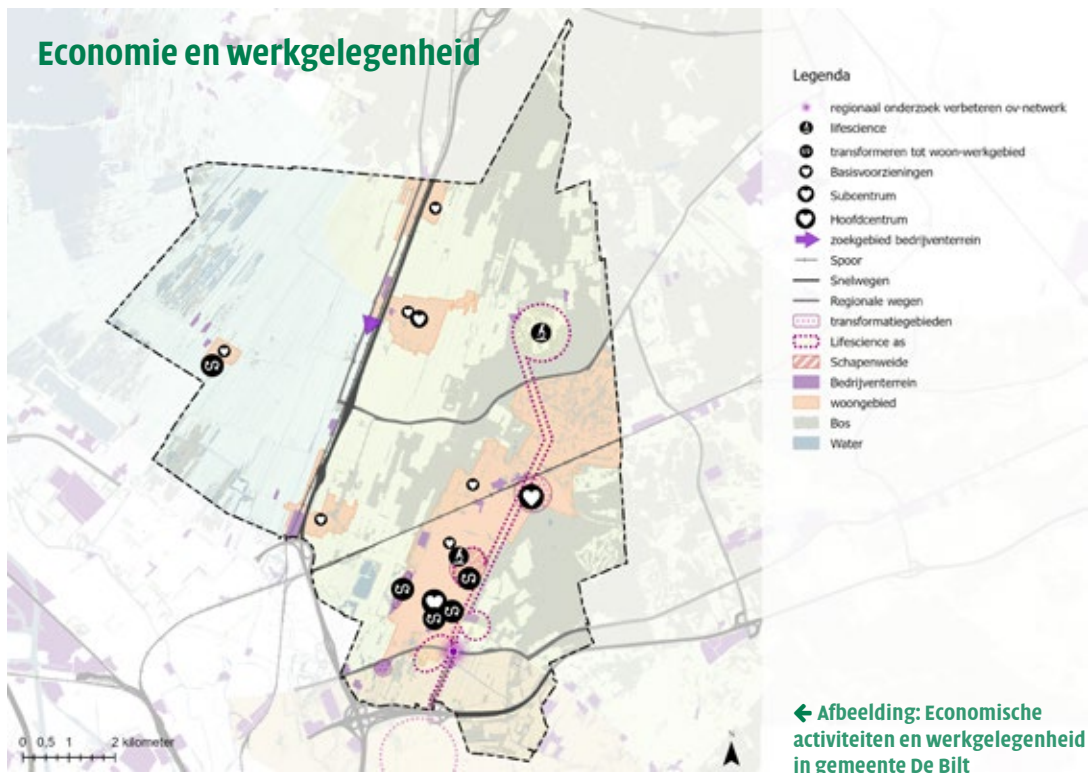 Economie en werkgelegenheid
Legenda
regionaal onderzoek verbeteren ov-netwerk
lifescience
transformeren tot woon-werkgebied
Basisvoorzieningen
Subcentrum
Hoofdcentrum
zoekgebied bedrijventerrein
Spoor
Snelwegen
Regionale wegen
transformatiegebieden
Lifescience as
Schapenweide
Bedrijventerrein
woongebied
Bos
Water
0 0,5 1 2 kilometer
N
← Afbeelding: Economische
activiteiten en werkgelegenheid
in gemeente De Bilt